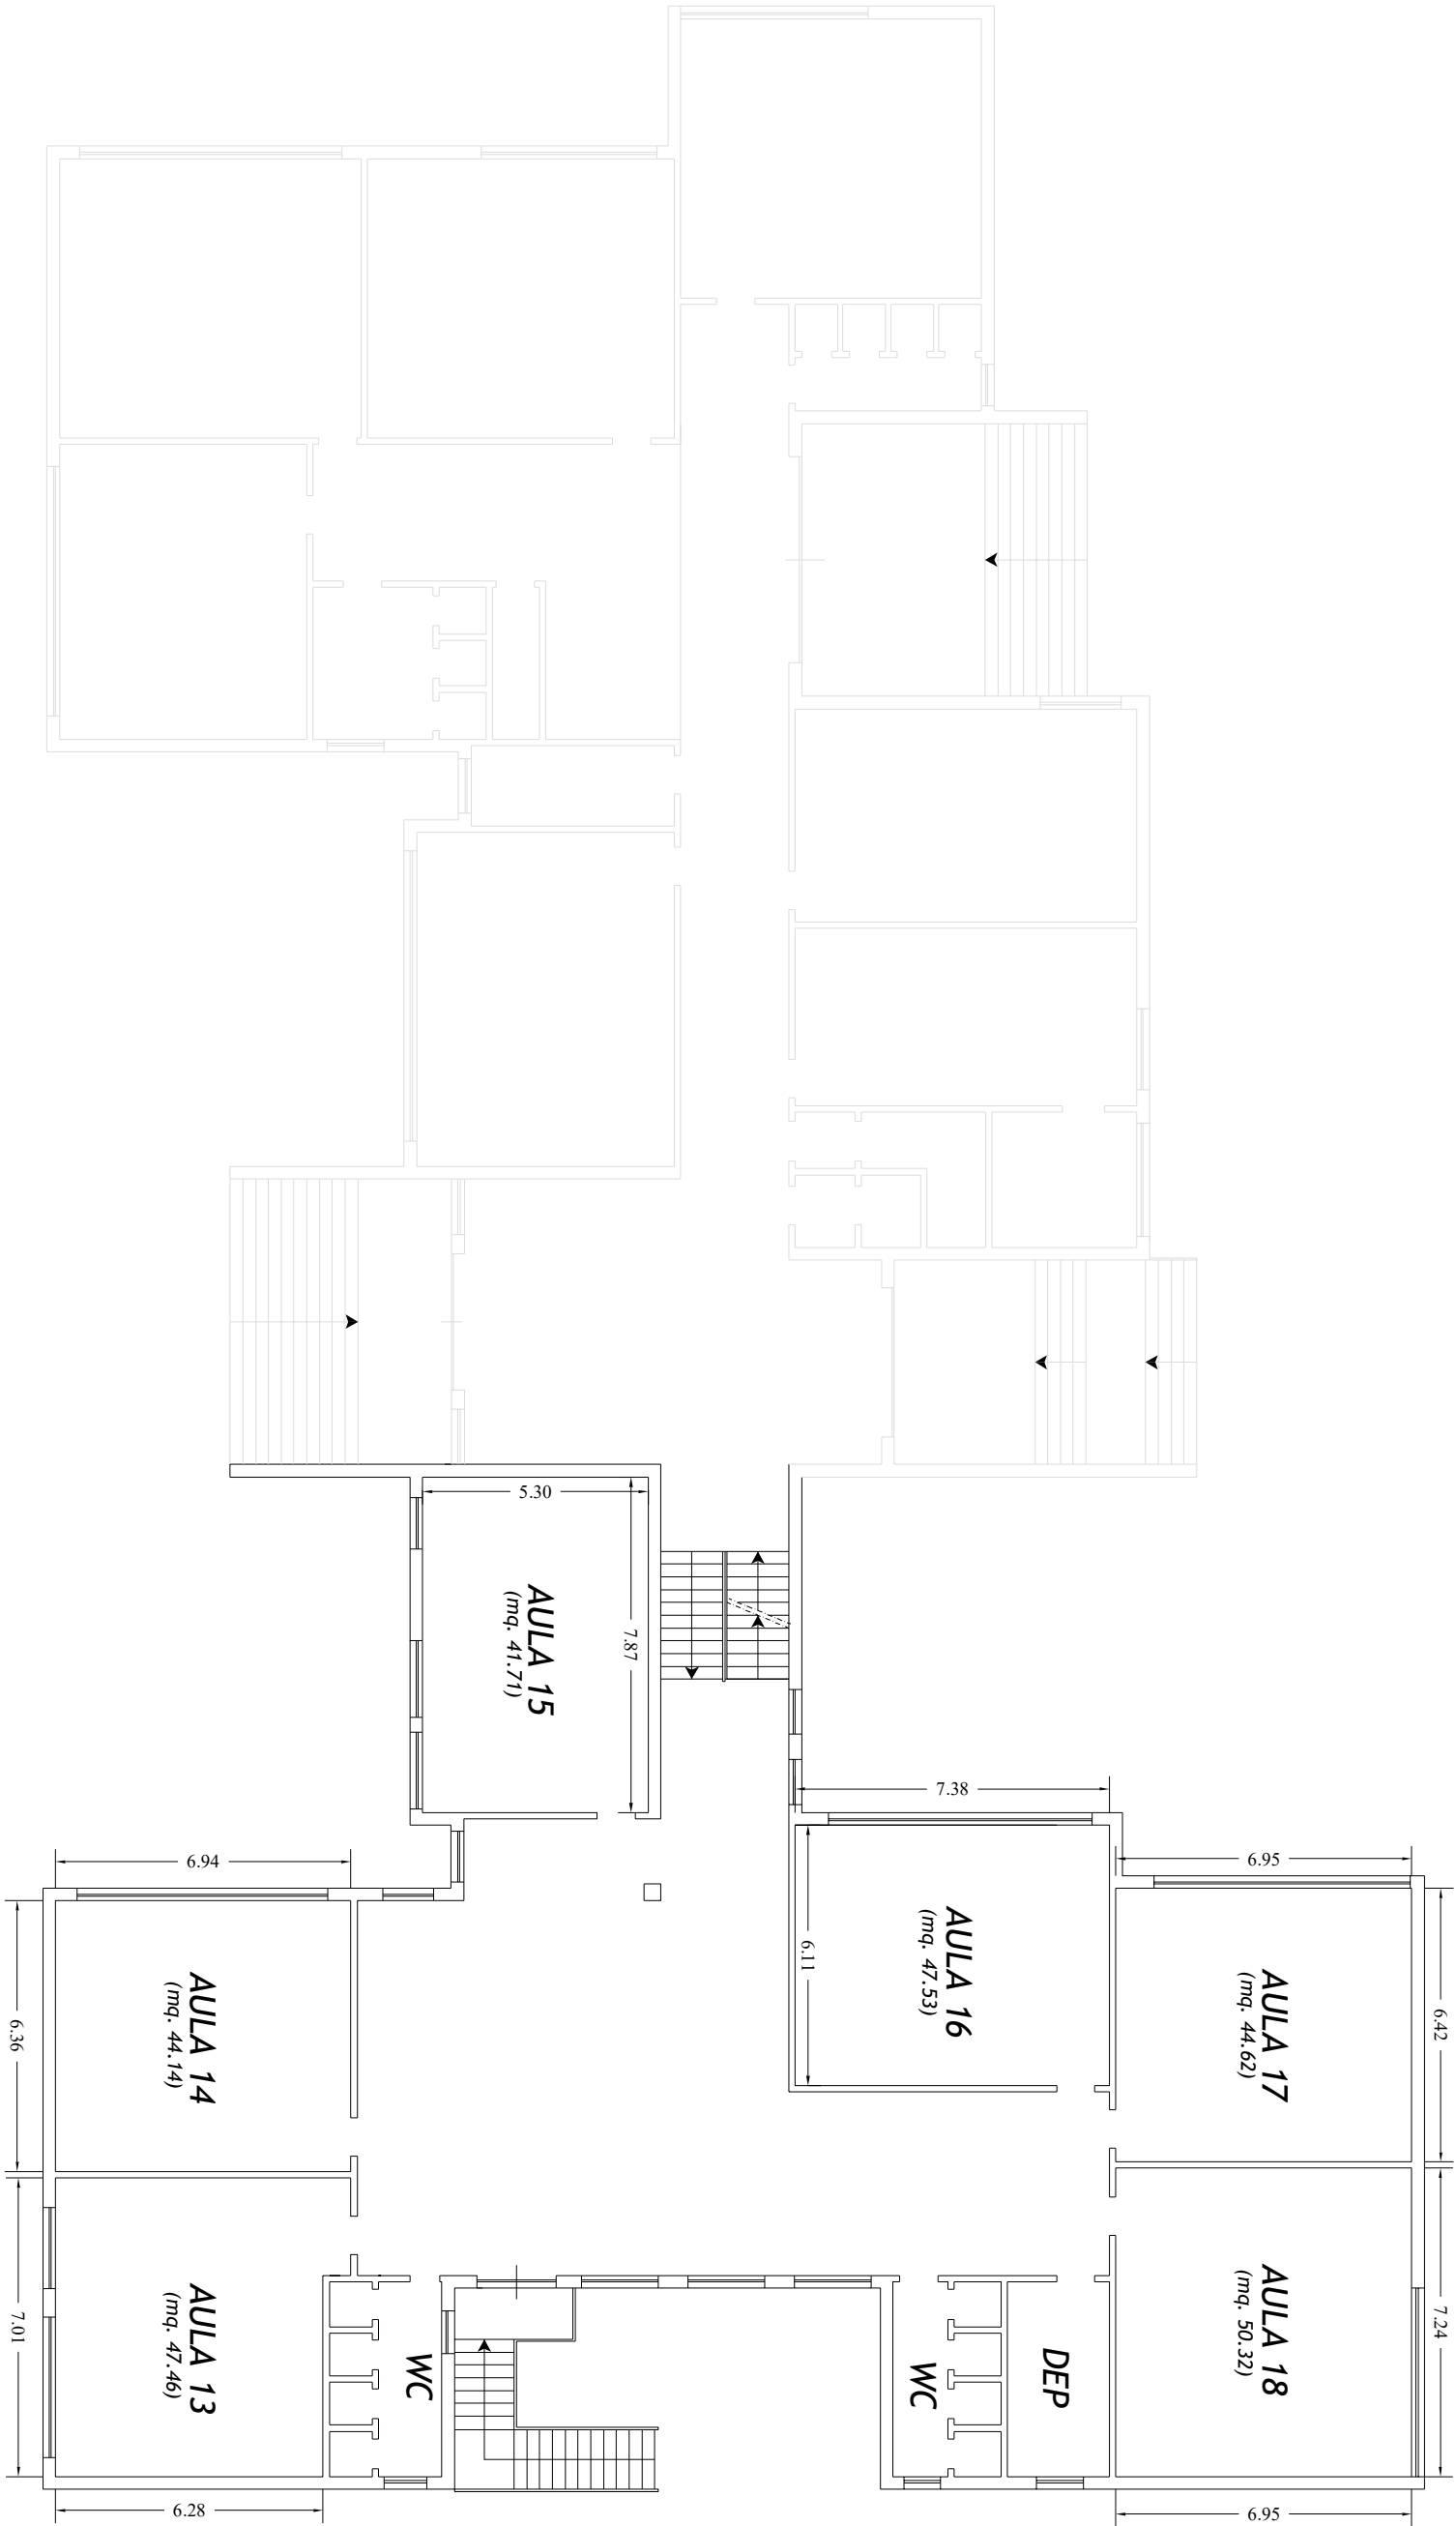 5.30
7.87
AULA 15
(mq. 41.71)
7.38
6.94
6.95
6.11
AULA 16
(mq. 47.53)
AULA 14
(mq. 44.14)
6.36
AULA 17
(mq. 44.62)
6.42
AULA 13
(mq. 47.46)
7.01
WC
WC
DEP
AULA 18
(mq. 50.32)
7.24
6.28
6.95